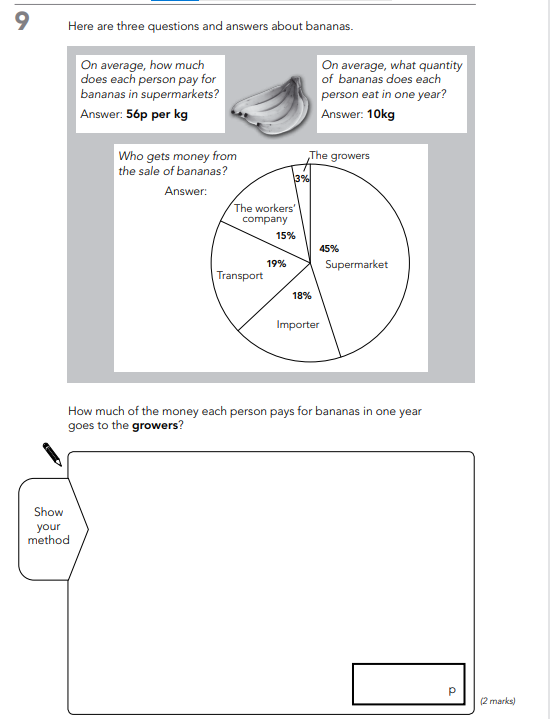 9
Here are three questions and answers about bananas.
On average, how much
does each person pay for
bananas in supermarkets?
Answer: 56p per kg
On average, what quantity
of bananas does each
person eat in one year?
Answer: 10kg
Who gets money from
the sale of bananas?
Answer:
The growers
3%
The workers'
company
15%
45%
Supermarket
19%
Transport
18%
Importer
How much of the money each person pays for bananas in one year
goes to the growers?
Show
your
method
p
(2 marks)